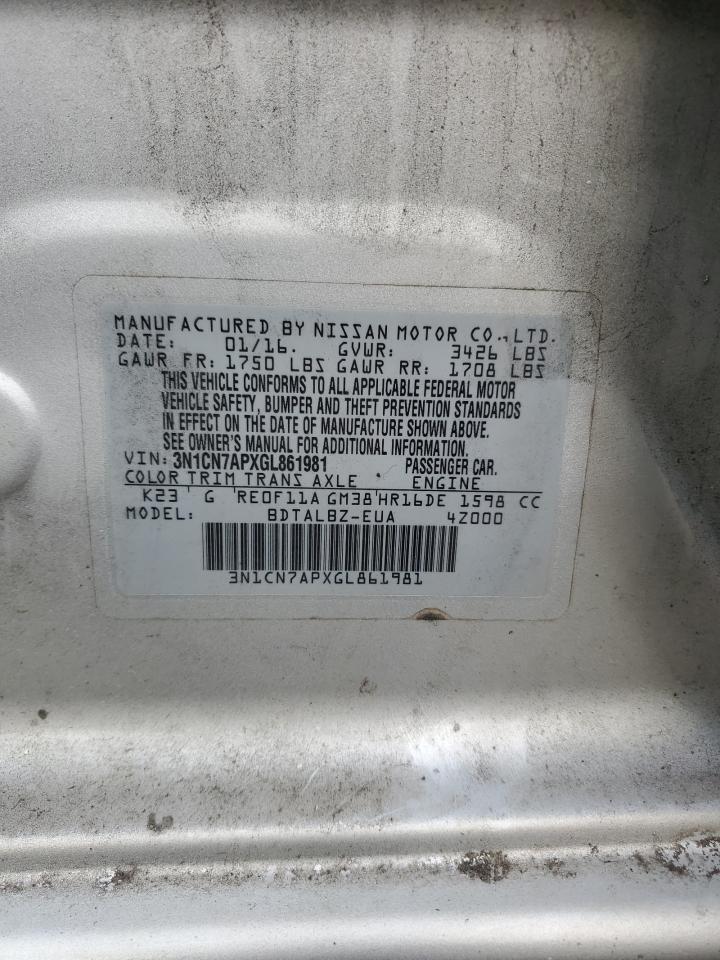 MANUFACTURED BY NISSAN MOTOR CO., LTD.
DATE: 01/16. GVWR: 3426 LBS
GAWR FR: 1750 LBS GAWR RR: 1708 LBS
THIS VEHICLE CONFORMS TO ALL APPLICABLE FEDERAL MOTOR
VEHICLE SAFETY, BUMPER AND THEFT PREVENTION STANDARDS
IN EFFECT ON THE DATE OF MANUFACTURE SHOWN ABOVE.
SEE OWNER'S MANUAL FOR ADDITIONAL INFORMATION.
VIN: 3N1CN7APXGL861981 PASSENGER CAR.
COLOR TRIM TRANS AXLE ENGINE
K23 G RE0F11A GM38 HR16DE 1598 CC
MODEL: BDTALBZ-EUA 4Z000
3N1CN7APXGL861981